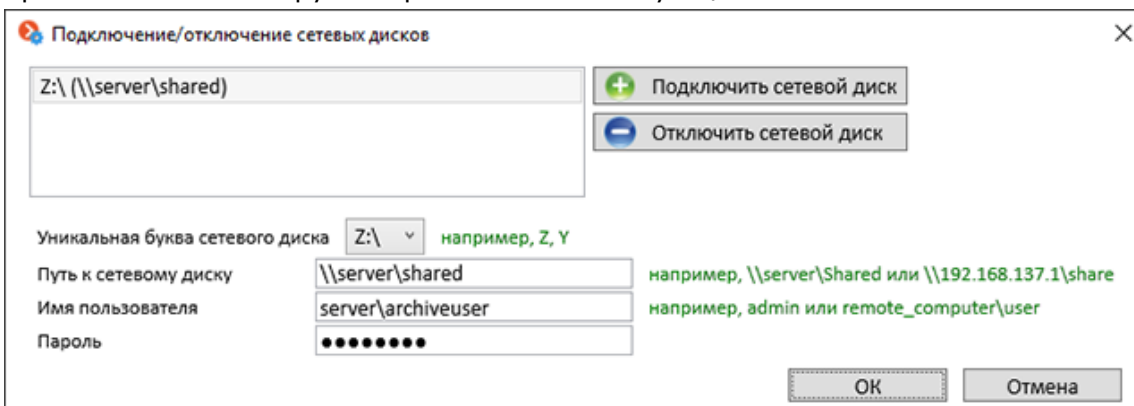 Подключение/отключение сетевых дисков
Z:\ (\\server\shared)
Подключить сетевой диск
Отключить сетевой диск
Уникальная буква сетевого диска Z:\ например, Z, Y
Путь к сетевому диску \\server\shared например, \\server\Shared или \\192.168.137.1\share
Имя пользователя server\archiveuser например, admin или remote_computer\user
Пароль ●●●●●●●●
ОК Отмена